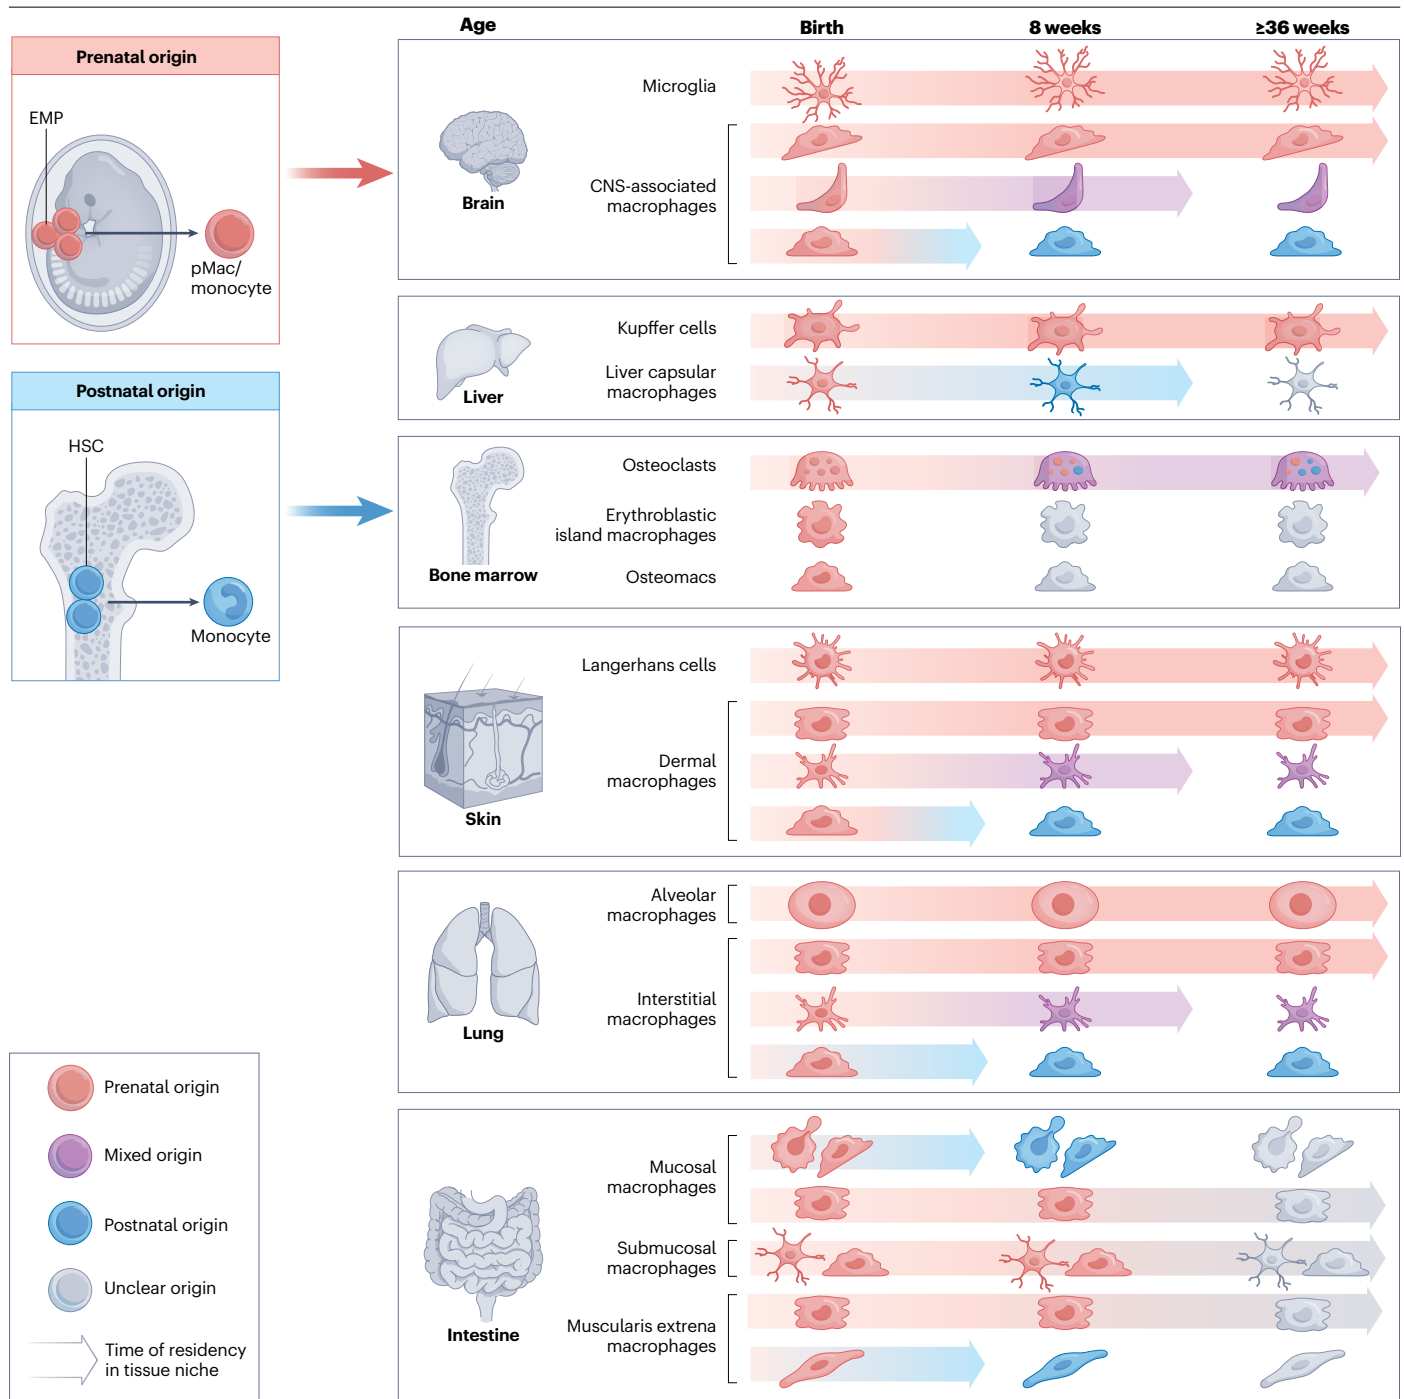 Age
Birth
8 weeks
≥36 weeks
Prenatal origin
EMP
pMac/
monocyte
Postnatal origin
HSC
Monocyte
Brain
Microglia
CNS-associated
macrophages
Liver
Kupffer cells
Liver capsular
macrophages
Bone marrow
Osteoclasts
Erythroblastic
island macrophages
Osteomacs
Skin
Langerhans cells
Dermal
macrophages
Lung
Alveolar
macrophages
Interstitial
macrophages
Intestine
Mucosal
macrophages
Submucosal
macrophages
Muscularis extrena
macrophages
Prenatal origin
Mixed origin
Postnatal origin
Unclear origin
Time of residency
in tissue niche